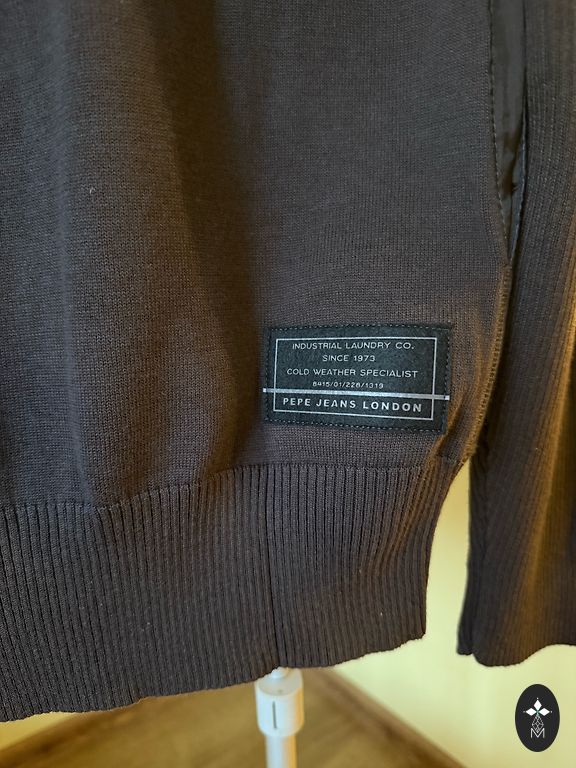 INDUSTRIAL LAUNDRY CO.
SINCE 1973
COLD WEATHER SPECIALIST
8415/01/228/1319
PEPE JEANS LONDON